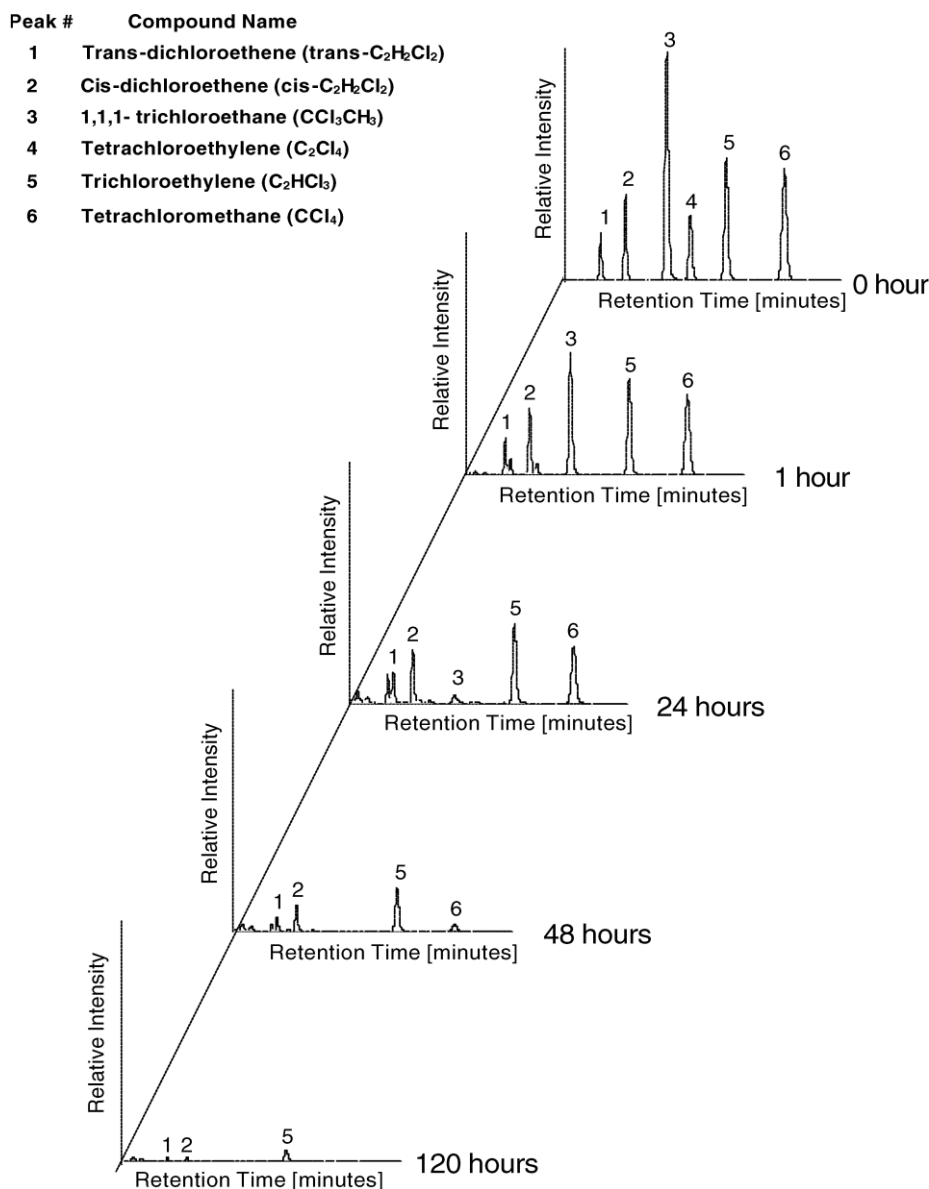 Peak # Compound Name
1 Trans-dichloroethene (trans-C₂H₂Cl₂)
2 Cis-dichloroethene (cis-C₂H₂Cl₂)
3 1,1,1- trichloroethane (CCl₃CH₃)
4 Tetrachloroethylene (C₂Cl₄)
5 Trichloroethylene (C₂HCl₃)
6 Tetrachloromethane (CCl₄)
Relative Intensity
1
2
3
4
5
6
Retention Time [minutes]
0 hour
Relative Intensity
1
2
3
5
6
Retention Time [minutes]
1 hour
Relative Intensity
1
2
3
5
6
Retention Time [minutes]
24 hours
Relative Intensity
1
2
5
6
Retention Time [minutes]
48 hours
Relative Intensity
1
2
5
Retention Time [minutes]
120 hours